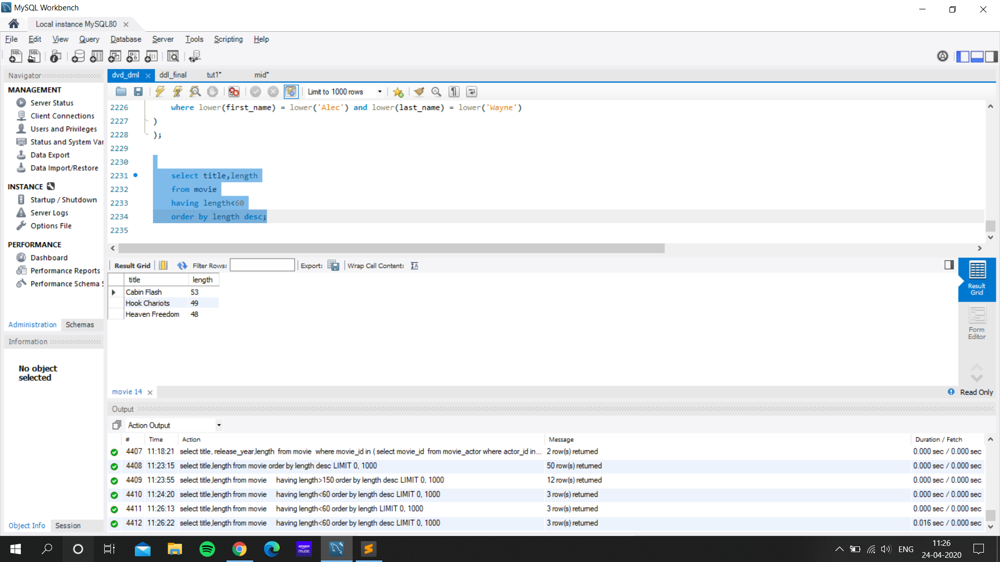 MySQL Workbench
Local instance MySQL80
File Edit View Query Database Server Tools Scripting Help
Navigator
MANAGEMENT
Server Status
Client Connections
Users and Privileges
Status and System Var
Data Export
Data Import/Restore
INSTANCE
Startup / Shutdown
Server Logs
Options File
PERFORMANCE
Dashboard
Performance Reports
Performance Schema S
Administration Schemas
Information
No object
selected
Object Info Session
dvd_dml ddl_final tut1* mid*
Limit to 1000 rows
2226 where lower(first_name) = lower('Alec') and lower(last_name) = lower('Wayne')
2227 )
2228 );
2229
2230
2231 select title,length
2232 from movie
2233 having length<60
2234 order by length desc;
2235
Result Grid Filter Rows: Export: Wrap Cell Content:
title length
Cabin Flash 53
Hook Chariots 49
Heaven Freedom 48
Result
Grid
Form
Editor
movie 14
Read Only
Output
Action Output
# Time Action Message Duration / Fetch
4407 11:18:21 select title, release_year,length from movie where movie_id in ( select movie_id from movie_actor where actor_id in... 2 row(s) returned 0.000 sec / 0.000 sec
4408 11:23:15 select title,length from movie order by length desc LIMIT 0, 1000 50 row(s) returned 0.000 sec / 0.000 sec
4409 11:23:55 select title,length from movie having length>150 order by length desc LIMIT 0, 1000 12 row(s) returned 0.000 sec / 0.000 sec
4410 11:24:20 select title,length from movie having length<60 order by length desc LIMIT 0, 1000 3 row(s) returned 0.000 sec / 0.000 sec
4411 11:26:13 select title,length from movie having length<60 order by length LIMIT 0, 1000 3 row(s) returned 0.000 sec / 0.000 sec
4412 11:26:22 select title,length from movie having length<60 order by length desc LIMIT 0, 1000 3 row(s) returned 0.016 sec / 0.000 sec
amazon
music
ENG
11:26
24-04-2020